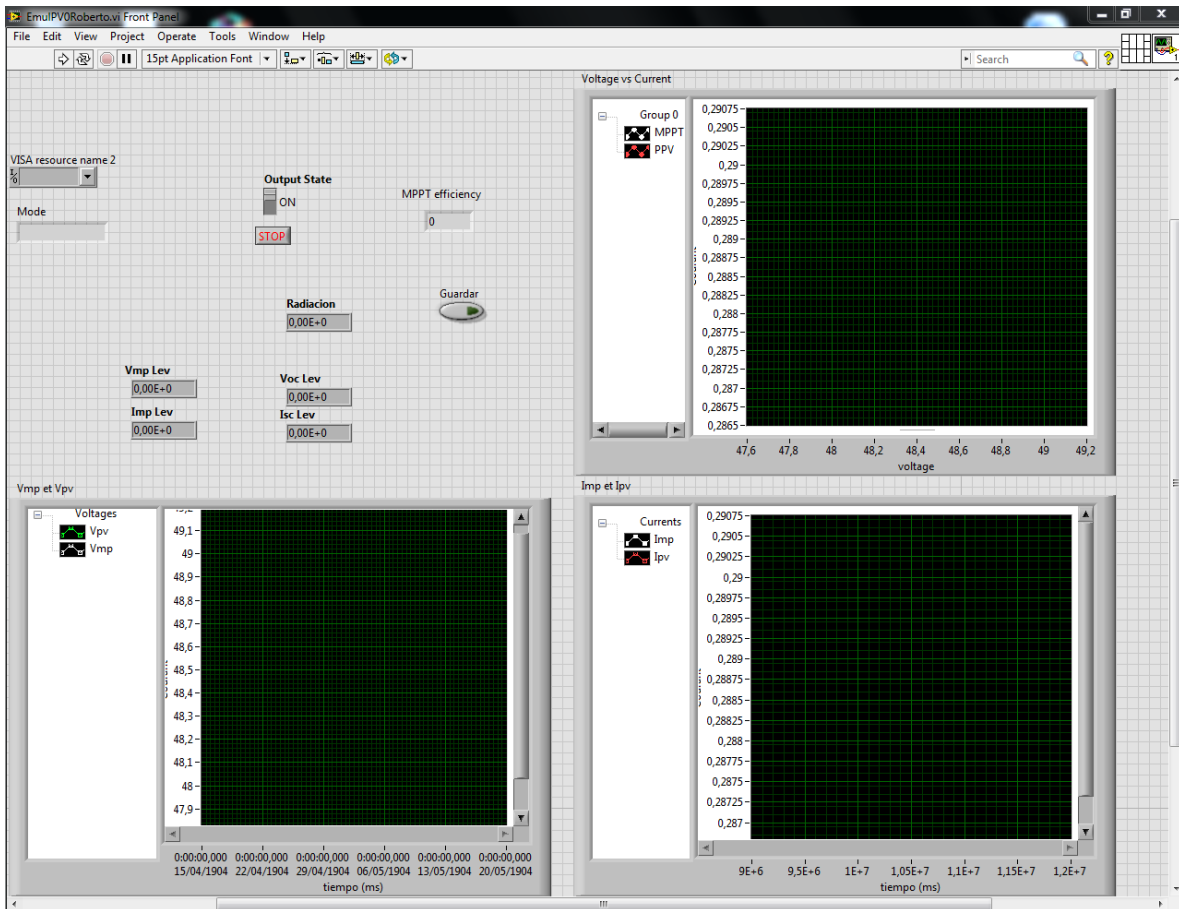 EmulPV0Roberto.vi Front Panel
File Edit View Project Operate Tools Window Help
15pt Application Font
Search
1
VISA resource name 2
I/O
Mode
Output State
ON
STOP
MPPT efficiency
0
Guardar
Radiacion
0,00E+0
Vmp Lev
0,00E+0
Voc Lev
0,00E+0
Imp Lev
0,00E+0
Isc Lev
0,00E+0
Voltage vs Current
Group 0
MPPT
PPV
0,29075
0,2905
0,29025
0,29
0,28975
0,2895
0,28925
0,289
0,28875
0,2885
0,28825
0,288
0,28775
0,2875
0,28725
0,287
0,28675
0,2865
47,6 47,8 48 48,2 48,4 48,6 48,8 49 49,2
voltage
Vmp et Vpv
Voltages
Vpv
Vmp
49,2
49,1
49
48,9
48,8
48,7
48,6
48,5
48,4
48,3
48,2
48,1
48
47,9
0:00:00,000 0:00:00,000 0:00:00,000 0:00:00,000 0:00:00,000 0:00:00,000
15/04/1904 22/04/1904 29/04/1904 06/05/1904 13/05/1904 20/05/1904
tiempo (ms)
Imp et Ipv
Currents
Imp
Ipv
0,29075
0,2905
0,29025
0,29
0,28975
0,2895
0,28925
0,289
0,28875
0,2885
0,28825
0,288
0,28775
0,2875
0,28725
0,287
9E+6 9,5E+6 1E+7 1,05E+7 1,1E+7 1,15E+7 1,2E+7
tiempo (ms)